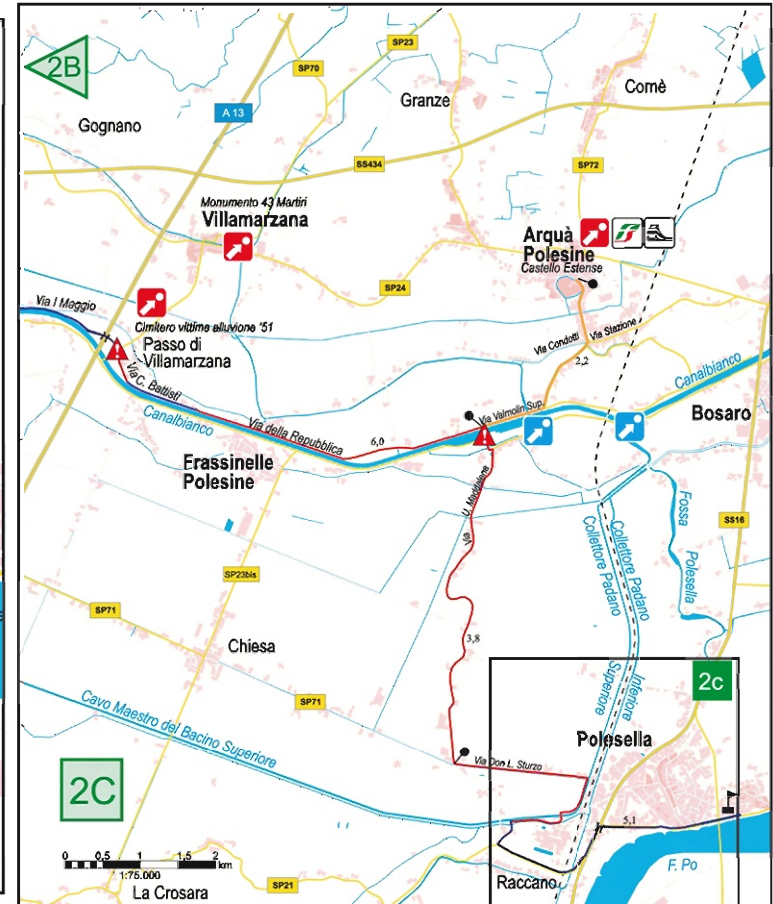 2B
SP23
SP70
Granze
Comè
Gognano
A 13
SS434
SP72
Monumento 43 Martiri
Villamarzana
Arquà
Polesine
Castello Estense
SP24
Via I Maggio
Cimitero vittime alluvione '51
Passo di
Villamarzana
Via Condotti
Via Stazione
2,2
Via C. Battisti
Canalbianco
Canalbianco
Via Valmolin Sup.
Via della Repubblica
6,0
Bosaro
Frassinelle
Polesine
Via U. Maddalena
Fossa
Polesella
SS16
Collettore Padano
Collettore Padano
SP23bis
SP71
3,8
Chiesa
Superiore
Inferiore
2c
SP71
Cavo Maestro del Bacino Superiore
Polesella
Via Don L. Sturzo
2C
5,1
0 0,5 1 1,5 2
km
1:75.000
F. Po
La Crosara
SP21
Raccano